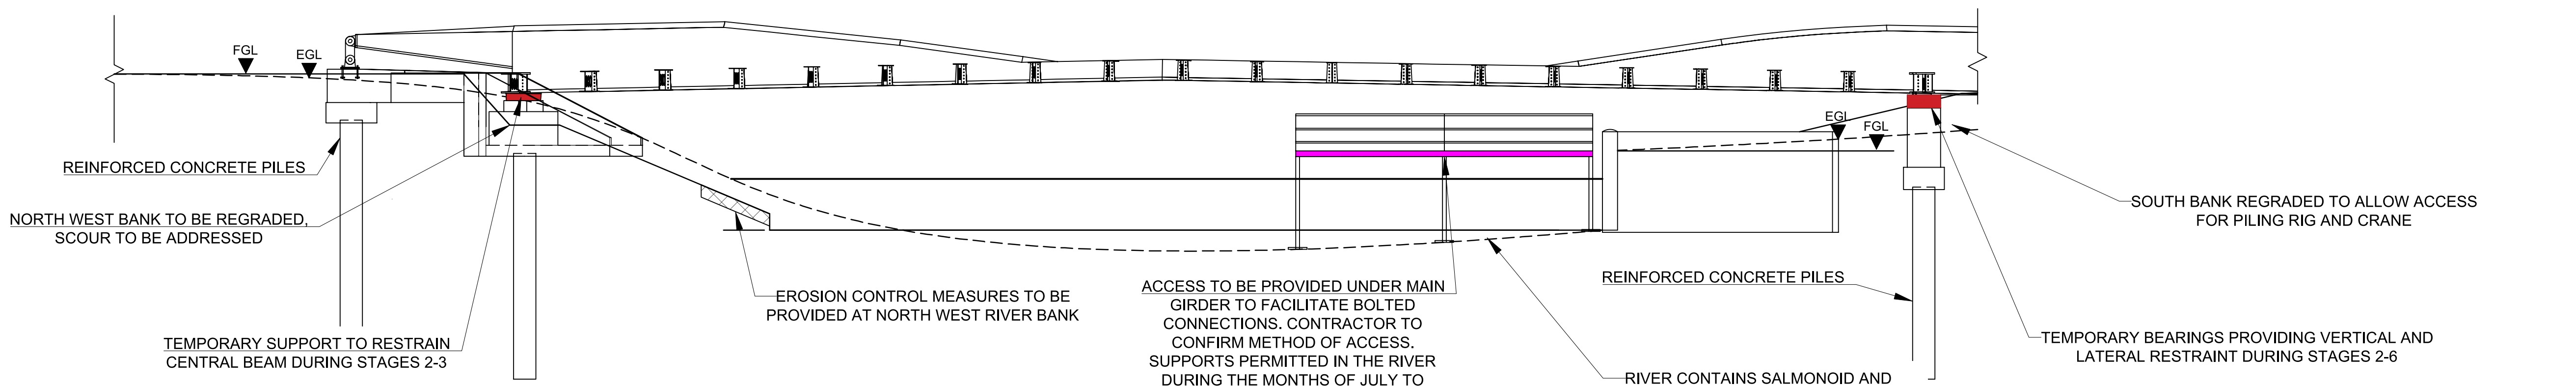 FGL
EGL
REINFORCED CONCRETE PILES
NORTH WEST BANK TO BE REGRADED,
SCOUR TO BE ADDRESSED
TEMPORARY SUPPORT TO RESTRAIN
CENTRAL BEAM DURING STAGES 2-3
EROSION CONTROL MEASURES TO BE
PROVIDED AT NORTH WEST RIVER BANK
ACCESS TO BE PROVIDED UNDER MAIN
GIRDER TO FACILITATE BOLTED
CONNECTIONS. CONTRACTOR TO
CONFIRM METHOD OF ACCESS.
SUPPORTS PERMITTED IN THE RIVER
DURING THE MONTHS OF JULY TO
RIVER CONTAINS SALMONOID AND
EGL
FGL
REINFORCED CONCRETE PILES
SOUTH BANK REGRADED TO ALLOW ACCESS
FOR PILING RIG AND CRANE
TEMPORARY BEARINGS PROVIDING VERTICAL AND
LATERAL RESTRAINT DURING STAGES 2-6